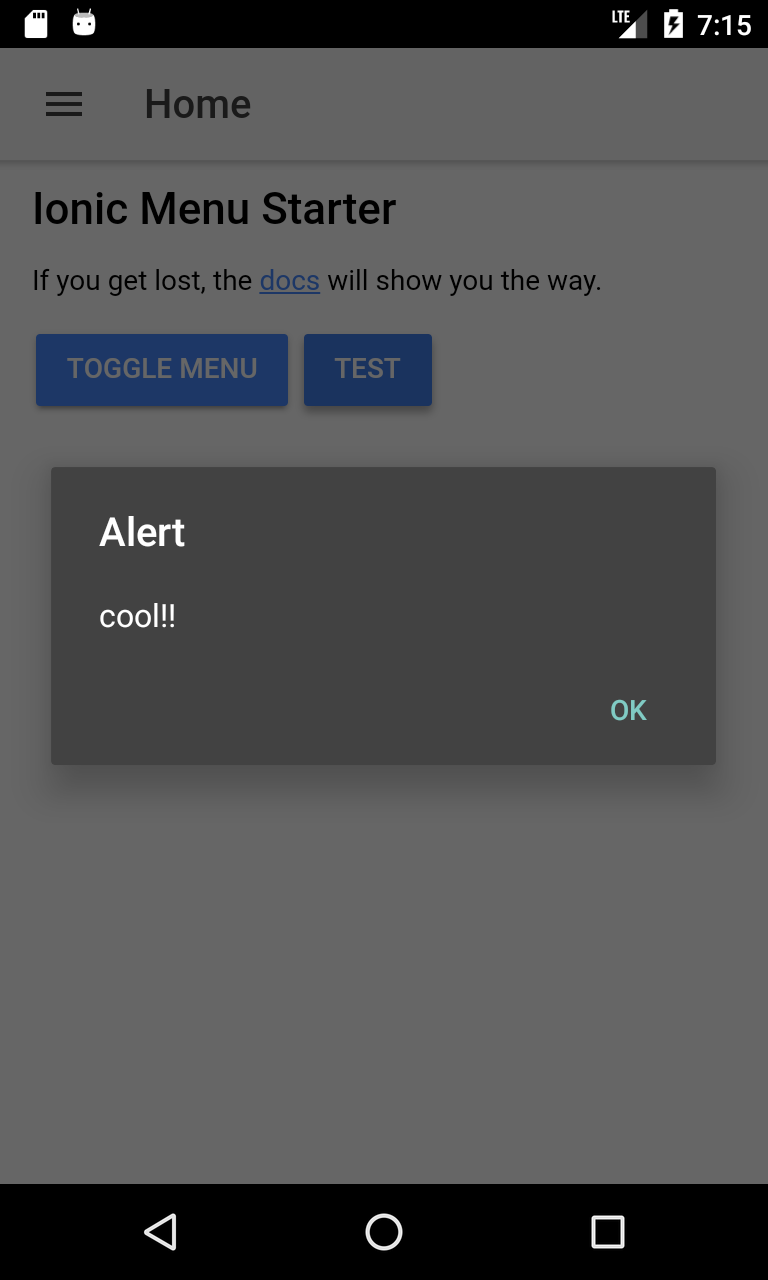 LTE 7:15
Home
Ionic Menu Starter
If you get lost, the docs will show you the way.
TOGGLE MENU TEST
Alert
cool!!
OK